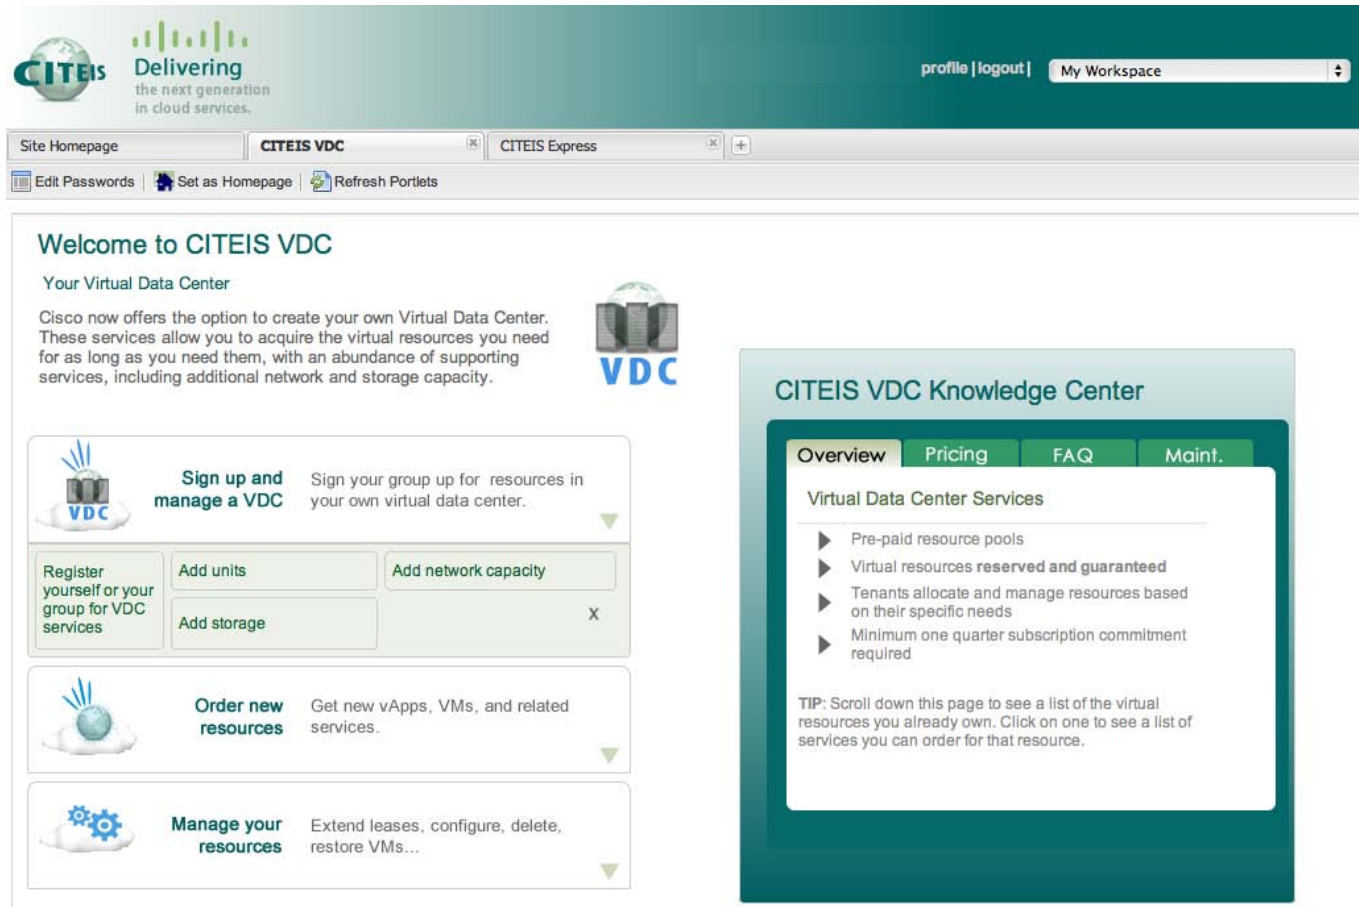 CITEIS
Delivering
the next generation
in cloud services.
profile | logout |
My Workspace
Site Homepage
CITEIS VDC
CITEIS Express
Edit Passwords
Set as Homepage
Refresh Portlets
Welcome to CITEIS VDC
Your Virtual Data Center
Cisco now offers the option to create your own Virtual Data Center.
These services allow you to acquire the virtual resources you need
for as long as you need them, with an abundance of supporting
services, including additional network and storage capacity.
VDC
VDC
Sign up and
manage a VDC
Sign your group up for resources in
your own virtual data center.
Register
yourself or your
group for VDC
services
Add units
Add network capacity
Add storage
X
Order new
resources
Get new vApps, VMs, and related
services.
Manage your
resources
Extend leases, configure, delete,
restore VMs...
CITEIS VDC Knowledge Center
Overview
Pricing
FAQ
Maint.
Virtual Data Center Services
Pre-paid resource pools
Virtual resources reserved and guaranteed
Tenants allocate and manage resources based
on their specific needs
Minimum one quarter subscription commitment
required
TIP: Scroll down this page to see a list of the virtual
resources you already own. Click on one to see a list of
services you can order for that resource.